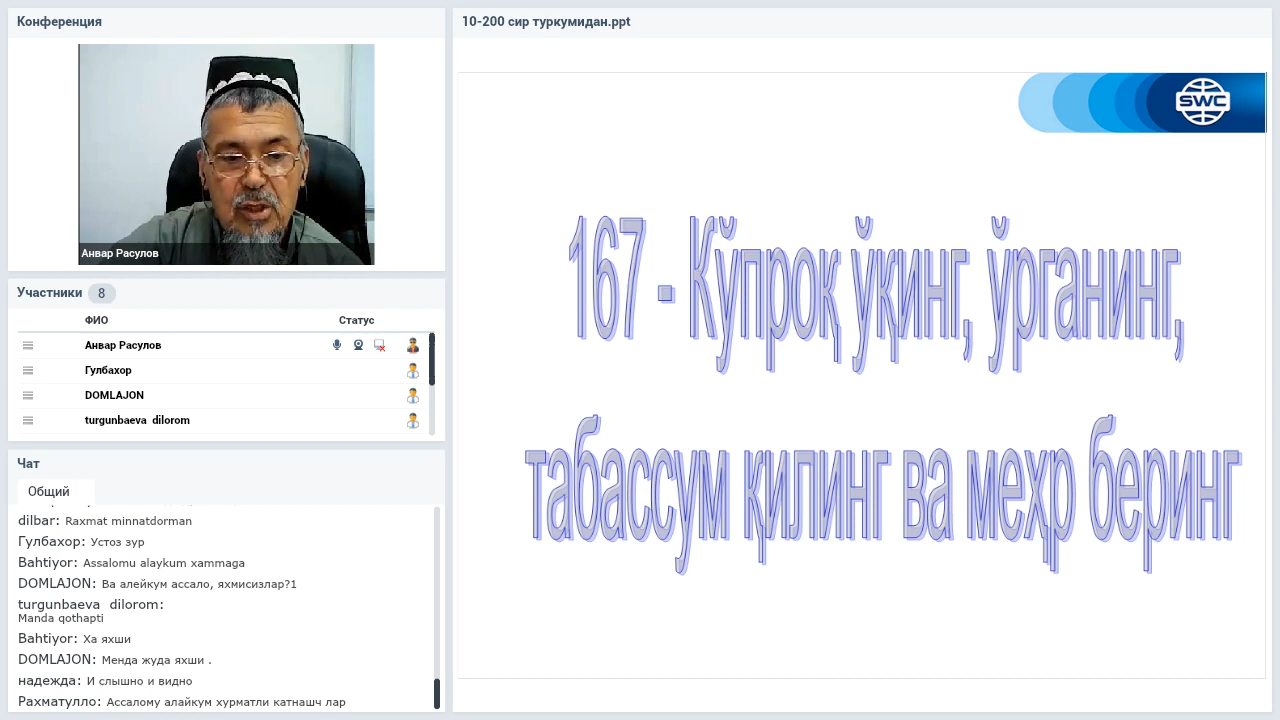 Конференция
Анвар Расулов
Участники 8
ФИО Статус
Анвар Расулов
Гулбахор
DOMLAJON
turgunbaeva dilorom
Чат
Общий
dilbar: Raxmat minnatdorman
Гулбахор: Устоз зур
Bahtiyor: Assalomu alaykum xammaga
DOMLAJON: Ва алейкум ассало, яхмисизлар?1
turgunbaeva dilorom:
Manda qothapti
Bahtiyor: Ха яхши
DOMLAJON: Менда жуда яхши .
надежда: И слышно и видно
Рахматулло: Ассалому алайкум хурматли катнашч лар
10-200 сир туркумидан.ppt
SWC
167 - Кўпроқ ўқинг, ўрганинг,
табассум қилинг ва меҳр беринг